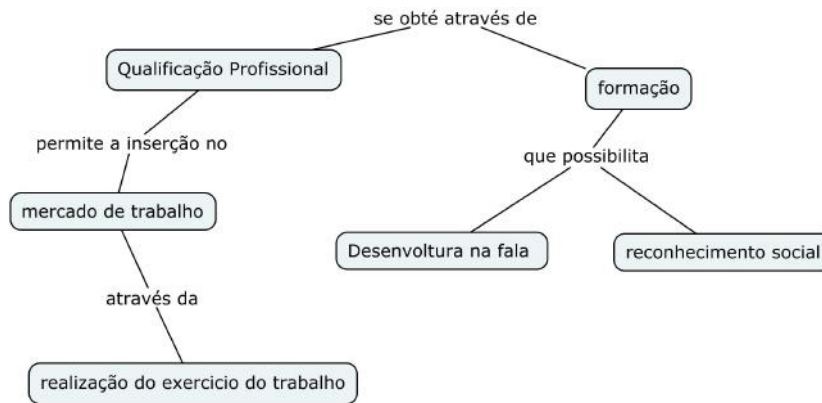 se obté através de
Qualificação Profissional
formação
permite a inserção no
que possibilita
mercado de trabalho
Desenvoltura na fala
reconhecimento social
através da
realização do exercicio do trabalho